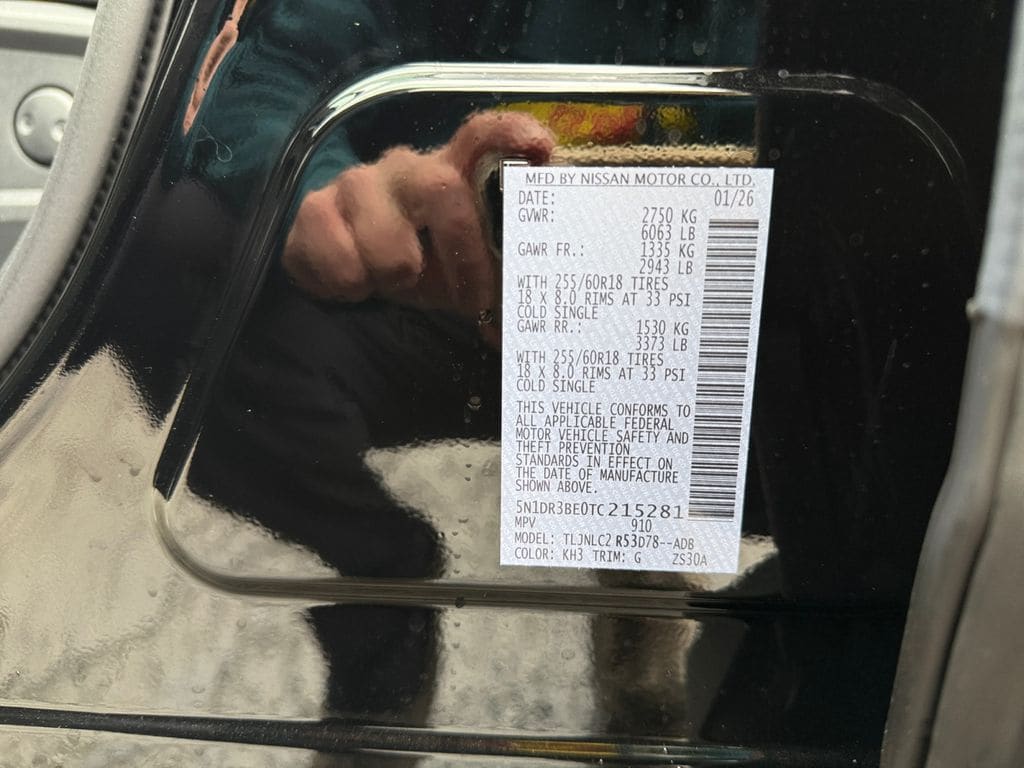 MFD BY NISSAN MOTOR CO., LTD.
DATE: 01/26
GVWR: 2750 KG
6063 LB
GAWR FR.: 1335 KG
2943 LB
WITH 255/60R18 TIRES
18 X 8.0 RIMS AT 33 PSI
COLD SINGLE
GAWR RR.: 1530 KG
3373 LB
WITH 255/60R18 TIRES
18 X 8.0 RIMS AT 33 PSI
COLD SINGLE
THIS VEHICLE CONFORMS TO
ALL APPLICABLE FEDERAL
MOTOR VEHICLE SAFETY AND
THEFT PREVENTION
STANDARDS IN EFFECT ON
THE DATE OF MANUFACTURE
SHOWN ABOVE.
5N1DR3BE0TC215281
MPV 910
MODEL: TLJNLC2 R53D78--ADB
COLOR: KH3 TRIM: G ZS30A